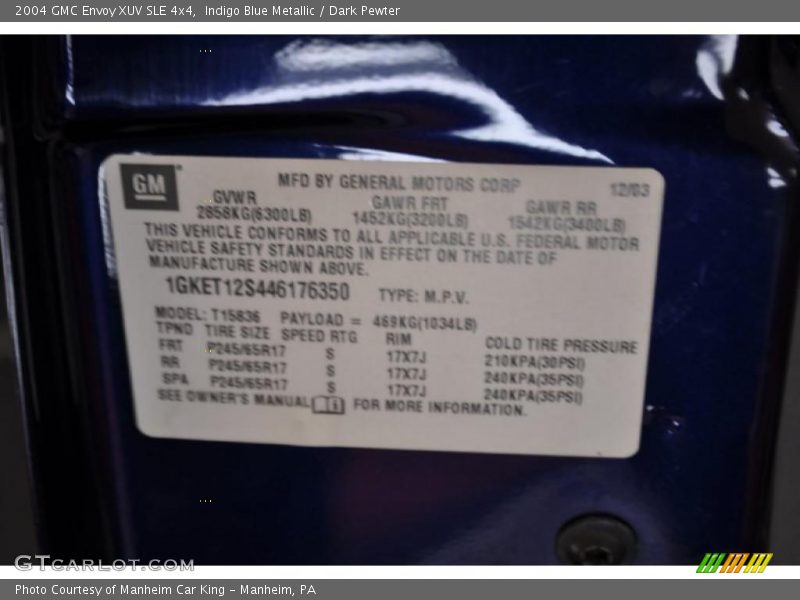 2004 GMC Envoy XUV SLE 4x4, Indigo Blue Metallic / Dark Pewter
GM
MFD BY GENERAL MOTORS CORP 12/03
GVWR GAWR FRT GAWR RR
2858KG(6300LB) 1452KG(3200LB) 1542KG(3400LB)
THIS VEHICLE CONFORMS TO ALL APPLICABLE U.S. FEDERAL MOTOR
VEHICLE SAFETY STANDARDS IN EFFECT ON THE DATE OF
MANUFACTURE SHOWN ABOVE.
1GKET12S446176350 TYPE: M.P.V.
MODEL: T15836 PAYLOAD = 469KG(1034LB)
TPND TIRE SIZE SPEED RTG RIM COLD TIRE PRESSURE
FRT P245/65R17 S 17X7J 210KPA(30PSI)
RR P245/65R17 S 17X7J 240KPA(35PSI)
SPA P245/65R17 S 17X7J 240KPA(35PSI)
SEE OWNER'S MANUAL FOR MORE INFORMATION.
GTCARLOT.COM
Photo Courtesy of Manheim Car King - Manheim, PA